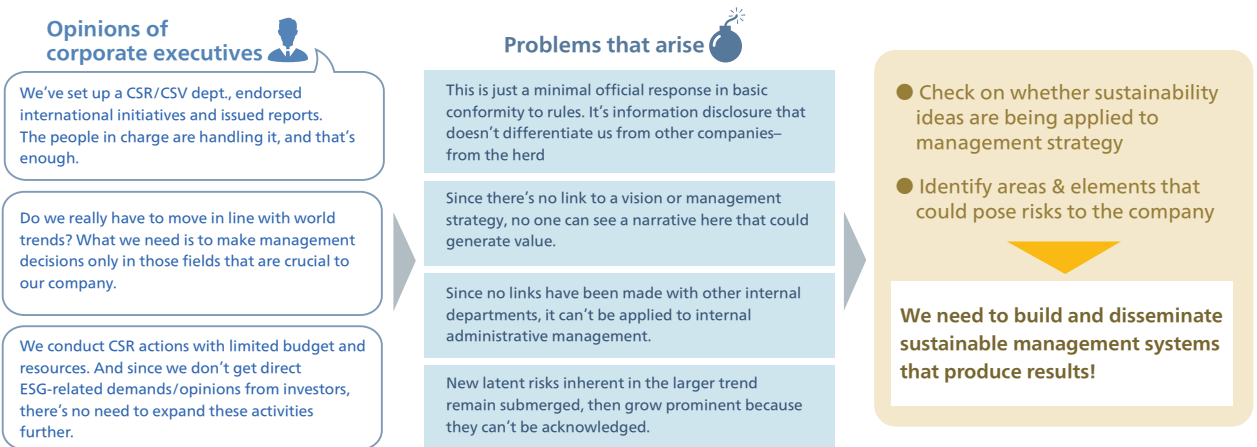 Opinions of
corporate executives
We've set up a CSR/CSV dept., endorsed
international initiatives and issued reports.
The people in charge are handling it, and that's
enough.
Do we really have to move in line with world
trends? What we need is to make management
decisions only in those fields that are crucial to
our company.
We conduct CSR actions with limited budget and
resources. And since we don't get direct
ESG-related demands/opinions from investors,
there's no need to expand these activities
further.
Problems that arise
This is just a minimal official response in basic
conformity to rules. It's information disclosure that
doesn't differentiate us from other companies–
from the herd
Since there's no link to a vision or management
strategy, no one can see a narrative here that could
generate value.
Since no links have been made with other internal
departments, it can't be applied to internal
administrative management.
New latent risks inherent in the larger trend
remain submerged, then grow prominent because
they can't be acknowledged.
● Check on whether sustainability
ideas are being applied to
management strategy
● Identify areas & elements that
could pose risks to the company
We need to build and disseminate
sustainable management systems
that produce results!